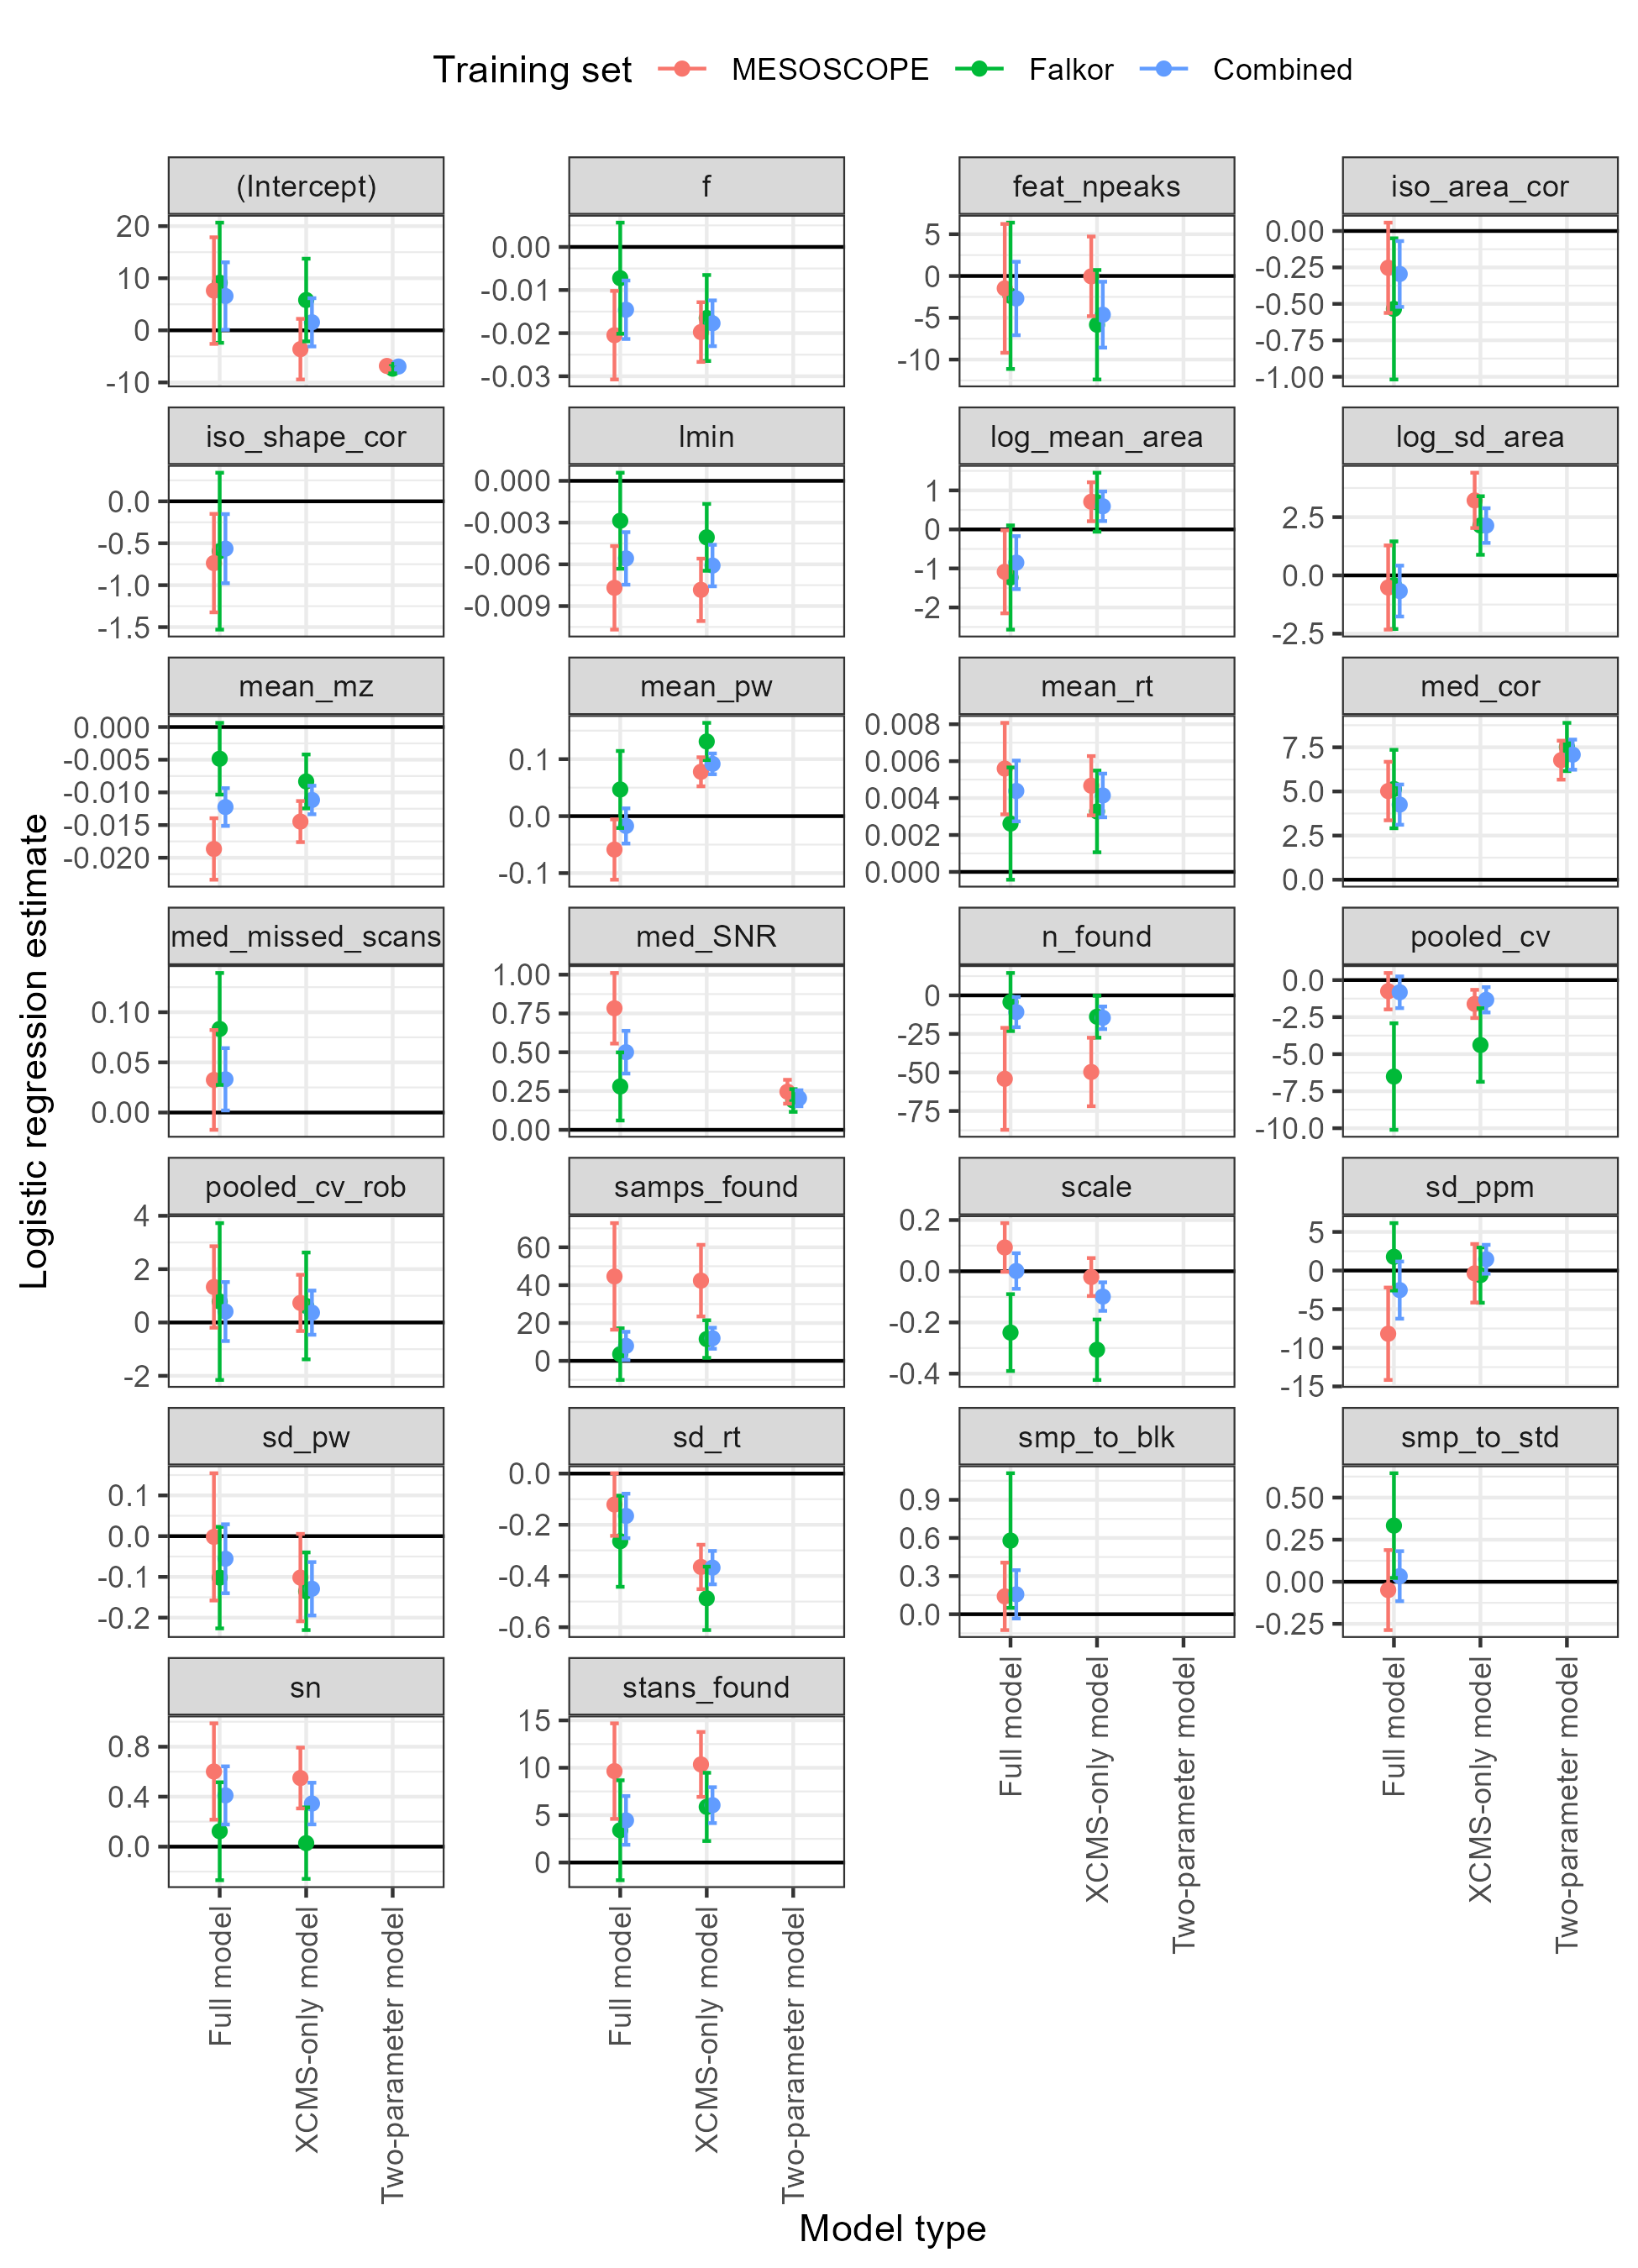 Training set MESOSCOPE Falkor Combined
(Intercept) f feat_npeaks iso_area_cor
20 10 0 -10
0.00 -0.01 -0.02 -0.03
5 0 -5 -10
0.00 -0.25 -0.50 -0.75 -1.00
iso_shape_cor lmin log_mean_area log_sd_area
0.0 -0.5 -1.0 -1.5
0.000 -0.003 -0.006 -0.009
1 0 -1 -2
2.5 0.0 -2.5
mean_mz mean_pw mean_rt med_cor
0.000 -0.005 -0.010 -0.015 -0.020
0.1 0.0 -0.1
0.008 0.006 0.004 0.002 0.000
7.5 5.0 2.5 0.0
med_missed_scans med_SNR n_found pooled_cv
0.10 0.05 0.00
1.00 0.75 0.50 0.25 0.00
0 -25 -50 -75
0.0 -2.5 -5.0 -7.5 -10.0
pooled_cv_rob samps_found scale sd_ppm
4 2 0 -2
60 40 20 0
0.2 0.0 -0.2 -0.4
5 0 -5 -10 -15
sd_pw sd_rt smp_to_blk smp_to_std
0.1 0.0 -0.1 -0.2
0.0 -0.2 -0.4 -0.6
0.9 0.6 0.3 0.0
0.50 0.25 0.00 -0.25
sn stans_found
0.8 0.4 0.0
15 10 5 0
Full model
XCMS-only model
Two-parameter model
Full model
XCMS-only model
Two-parameter model
Full model
XCMS-only model
Two-parameter model
Full model
XCMS-only model
Two-parameter model
Logistic regression estimate
Model type